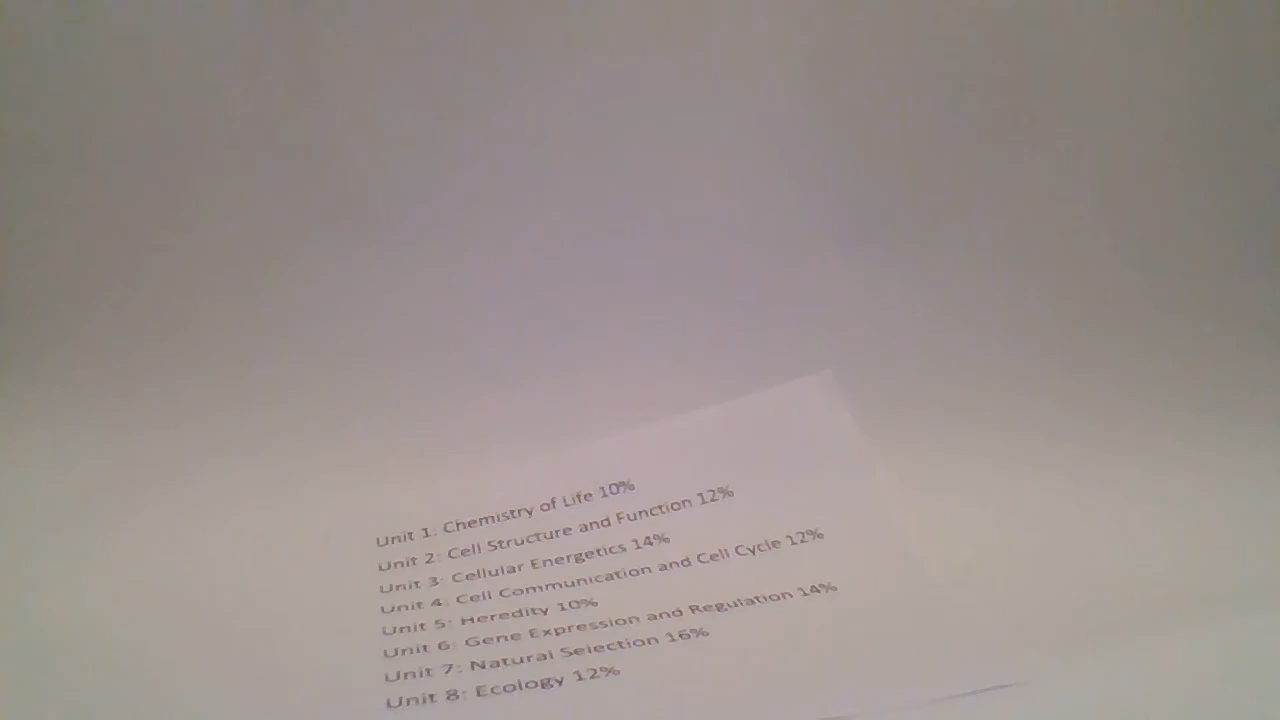 Unit 1: Chemistry of Life 10%
Unit 2: Cell Structure and Function 12%
Unit 3: Cellular Energetics 14%
Unit 4: Cell Communication and Cell Cycle 12%
Unit 5: Heredity 10%
Unit 6: Gene Expression and Regulation 14%
Unit 7: Natural Selection 16%
Unit 8: Ecology 12%